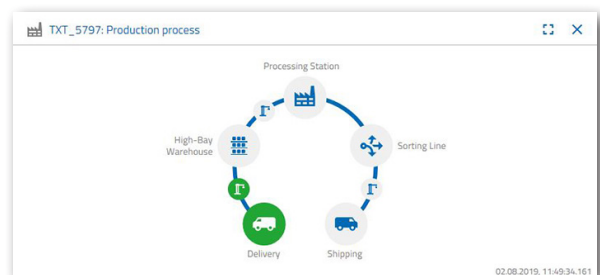 TXT_5797: Production process
Processing Station
High-Bay
Warehouse
Sorting Line
Delivery
Shipping
02.08.2019, 11:49:34.161